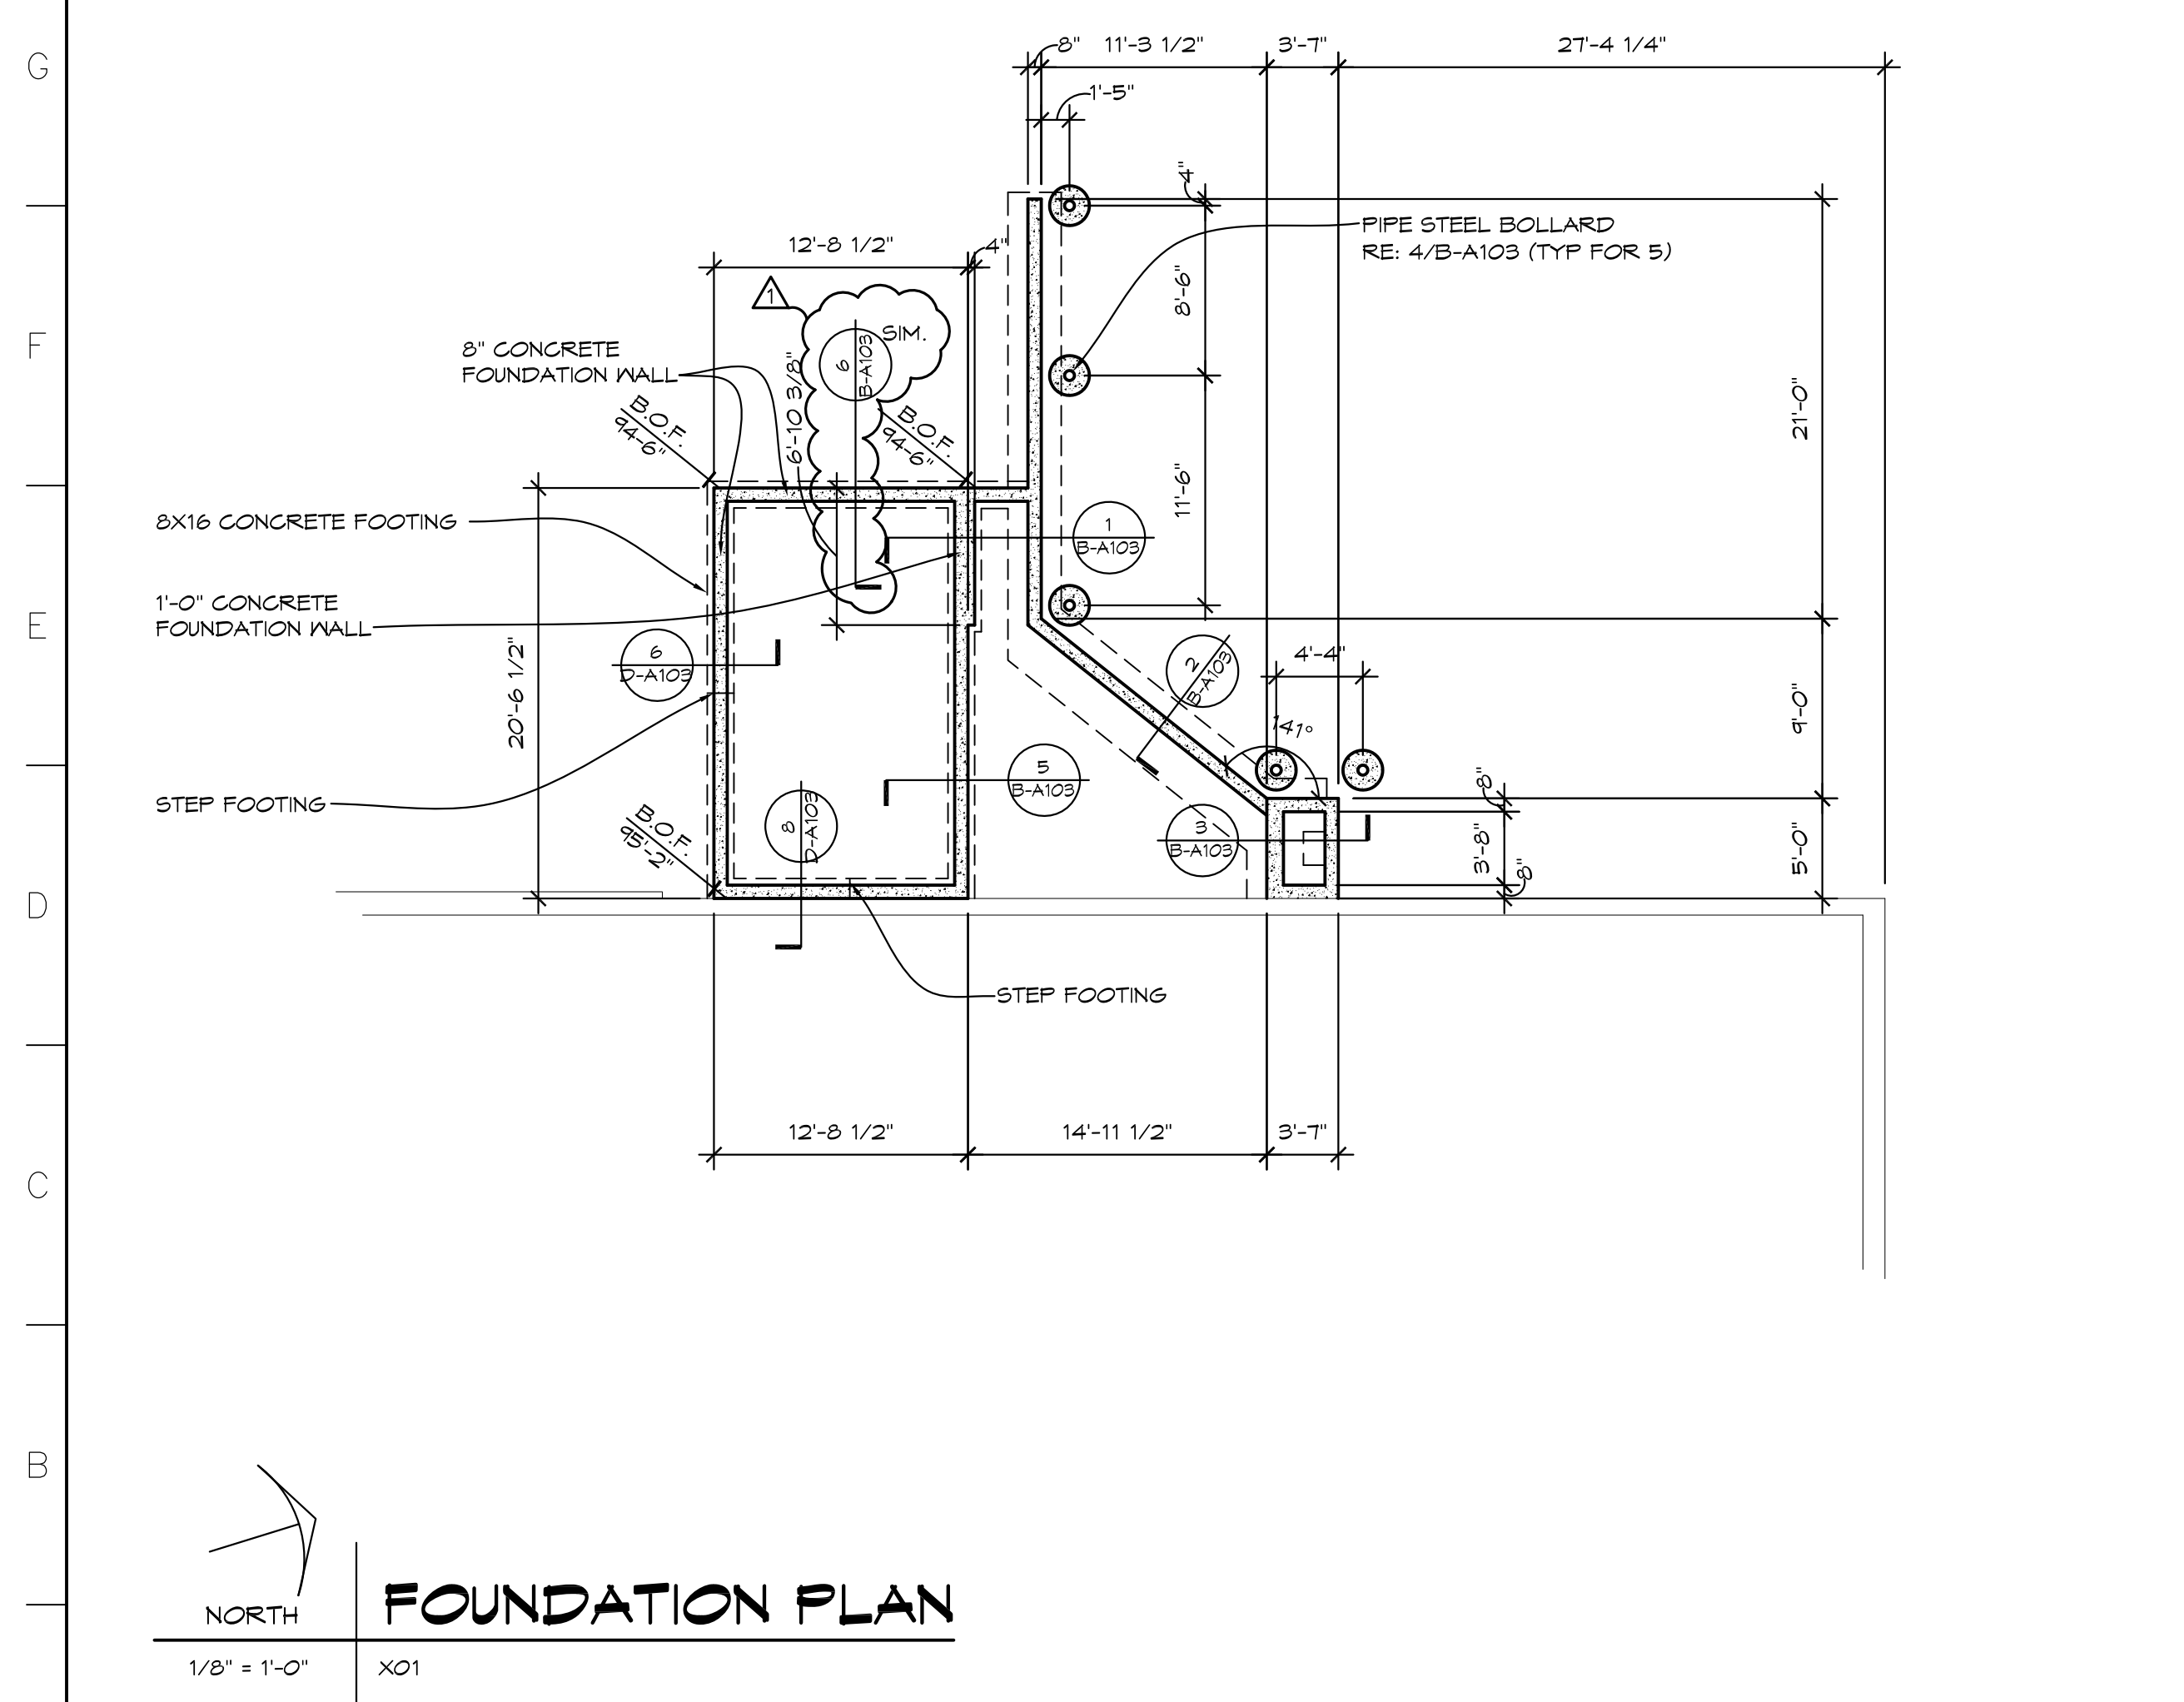 G
8" 11'-3 1/2" 3'-7" 27'-4 1/4"
1'-5"
4"
PIPE STEEL BOLLARD
RE: 4/B-A103 (TYP FOR 5)
12'-8 1/2" 4"
1
8'-6"
F
SIM.
6
B-A103
8" CONCRETE
FOUNDATION WALL
6'-10 3/8"
21'-0"
B.O.F.
94-6"
B.O.F.
94-6"
11'-6"
8X16 CONCRETE FOOTING
1
B-A103
1'-0" CONCRETE
FOUNDATION WALL
E
6
D-A103
2
B-A103
4'-4"
20'-6 1/2"
9'-0"
141°
5
B-A103
8"
STEP FOOTING
B.O.F.
95'-2"
8
D-A103
3
B-A103
3'-8"
5'-0"
8"
D
STEP FOOTING
12'-8 1/2" 14'-11 1/2" 3'-7"
C
B
NORTH
FOUNDATION PLAN
1/8" = 1'-0"
X01